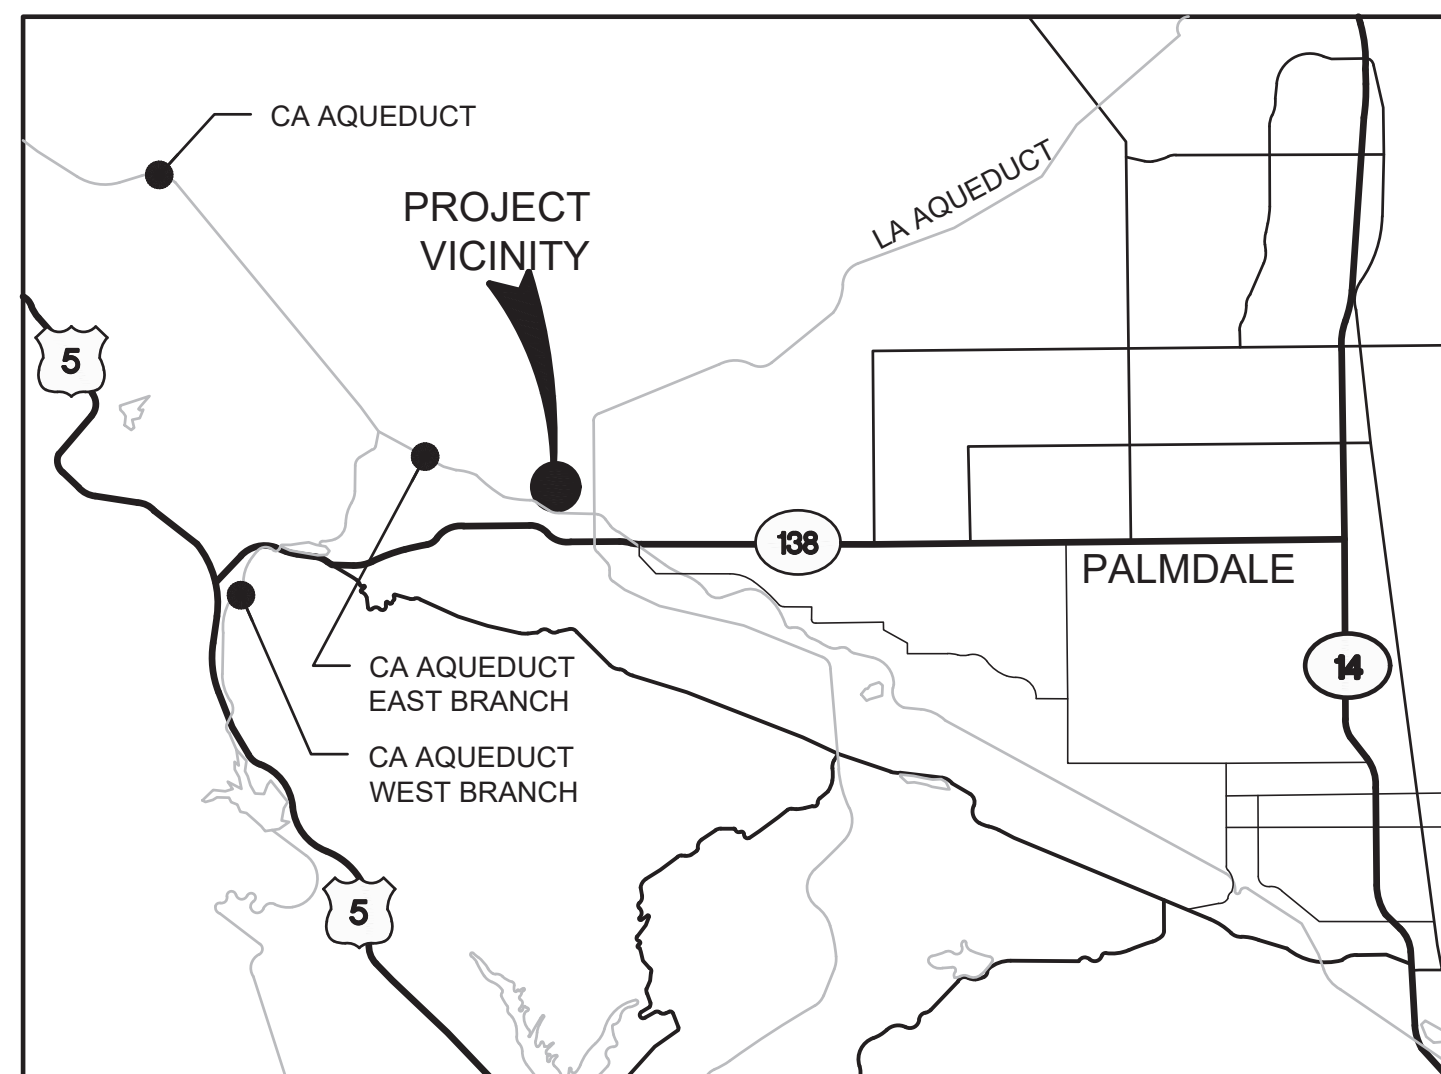 CA AQUEDUCT
PROJECT
VICINITY
LA AQUEDUCT
5
138
PALMDALE
14
CA AQUEDUCT
EAST BRANCH
CA AQUEDUCT
WEST BRANCH
5